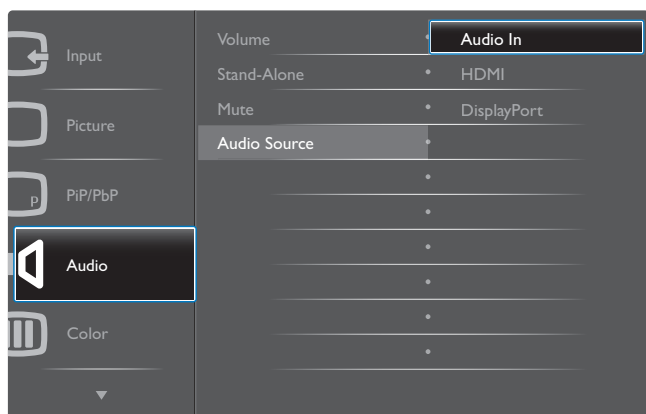 Input
Picture
P
PiP/PbP
Audio
Color
Volume
Stand-Alone
Mute
Audio Source
Audio In
HDMI
DisplayPort